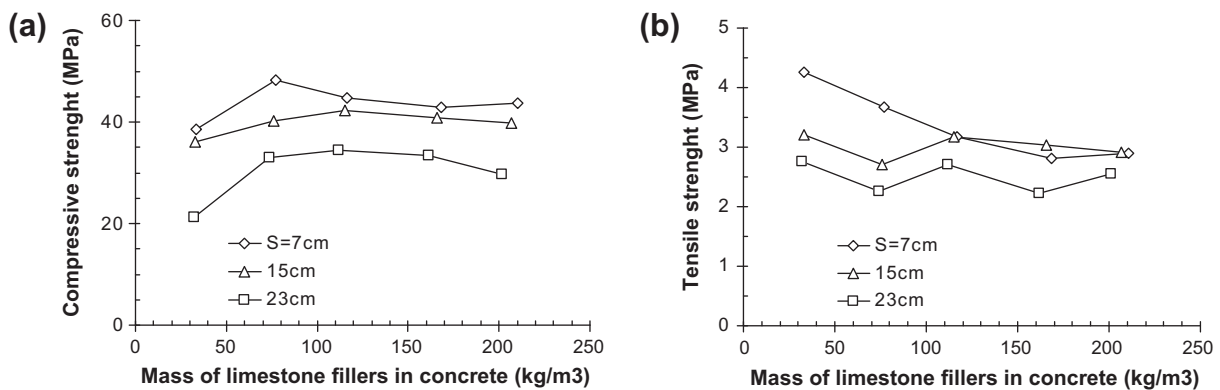 (a)
Compressive strenght (MPa)
60
40
20
0
S=7cm
15cm
23cm
0 50 100 150 200 250
Mass of limestone fillers in concrete (kg/m3)
(b)
Tensile strenght (MPa)
5
4
3
2
1
0
S=7cm
15cm
23cm
0 50 100 150 200 250
Mass of limestone fillers in concrete (kg/m3)